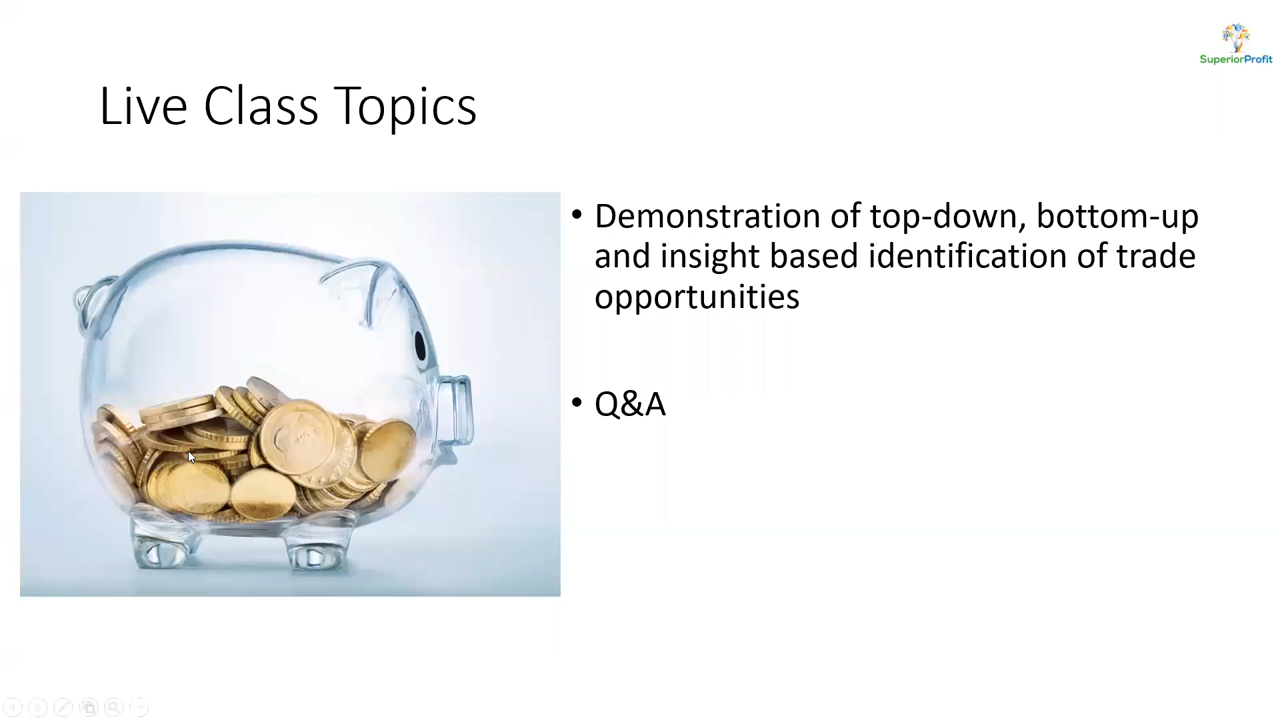 SuperiorProfit
Live Class Topics
• Demonstration of top-down, bottom-up
and insight based identification of trade
opportunities
• Q&A